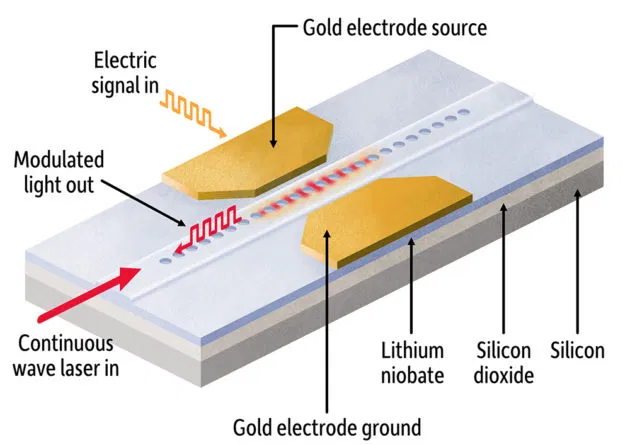 Gold electrode source
Electric
signal in
Modulated
light out
Continuous
wave laser in
Lithium
niobate
Silicon
dioxide
Silicon
Gold electrode ground